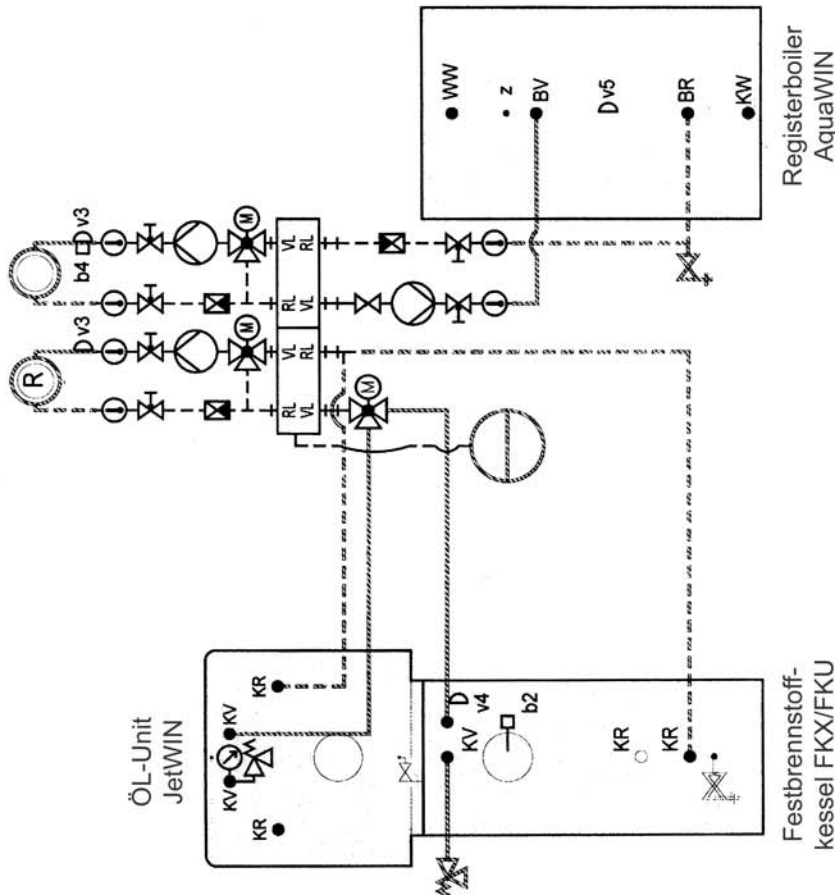 ÖL-Unit
JetWIN
KR
KV
KV
KR
Festbrennstoff-
kessel FKX/FKU
KV
v4
b2
KR
KR
R
v3
b4
v3
M
M
M
RL
VL
VL
RL
RL
VL
VL
RL
Registerboiler
AquaWIN
WW
z
BV
v5
BR
KW